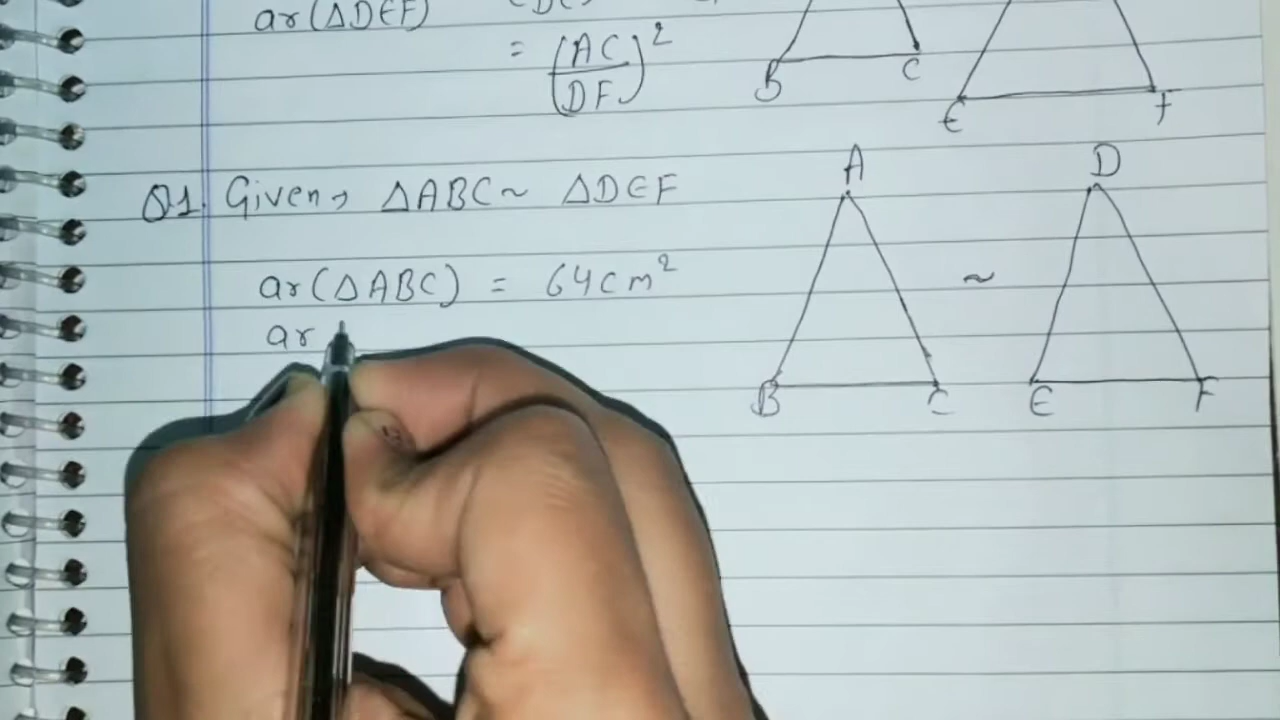 ar(ΔDEF)
= (AC/DF)²
B C E F
Q1. Given→ ΔABC ~ ΔDEF
A D
ar(ΔABC) = 64cm²
~
ar
B C E F